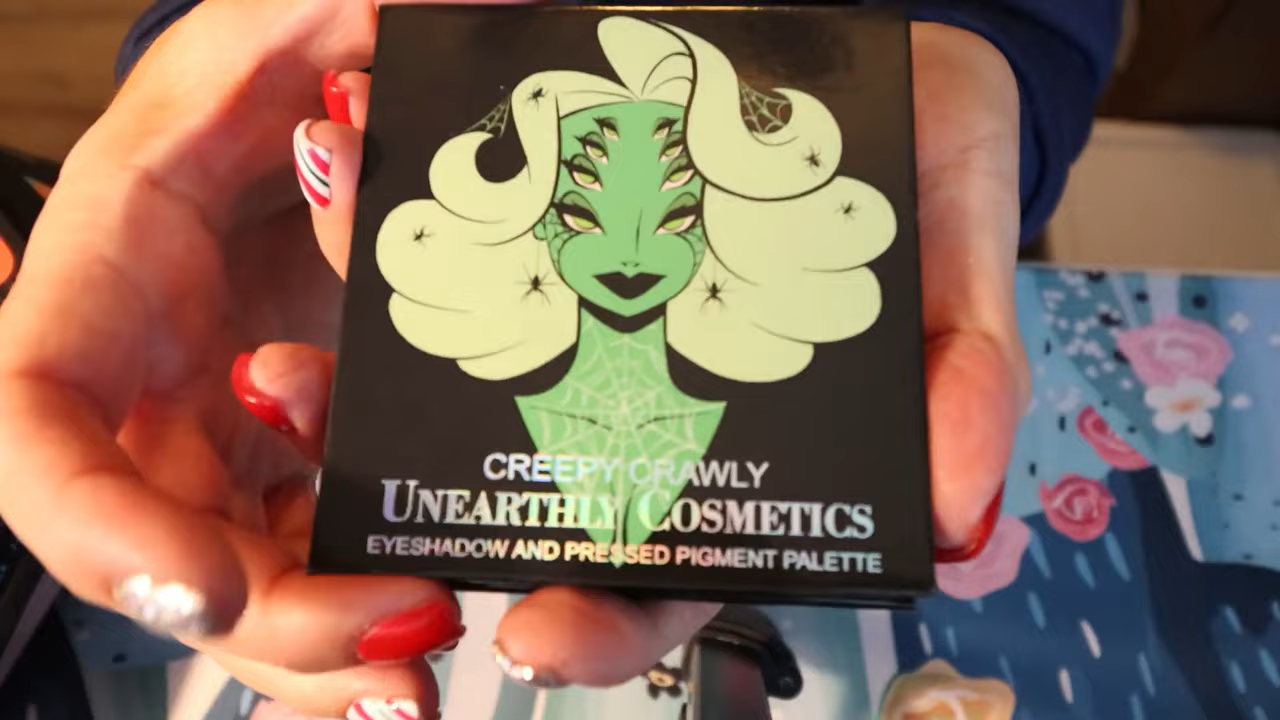 CREEPY CRAWLY
UNEARTHLY COSMETICS
EYESHADOW AND PRESSED PIGMENT PALETTE